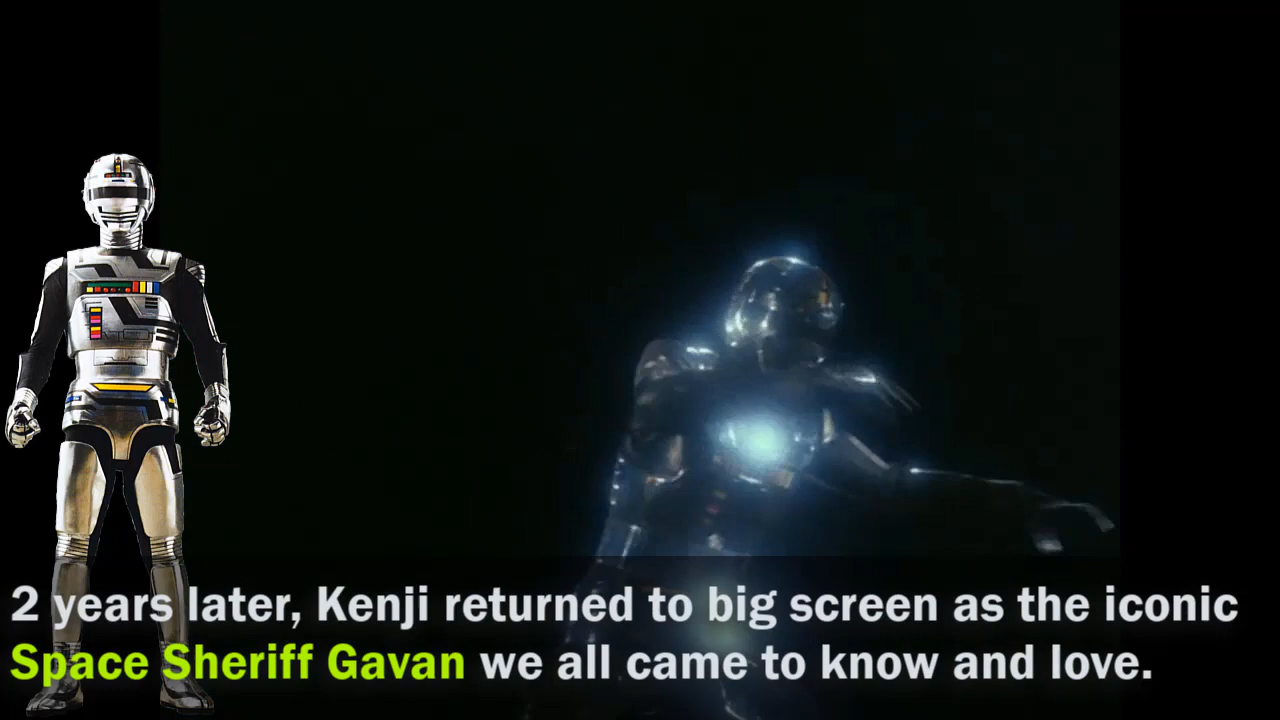 2 years later, Kenji returned to big screen as the iconic
Space Sheriff Gavan we all came to know and love.